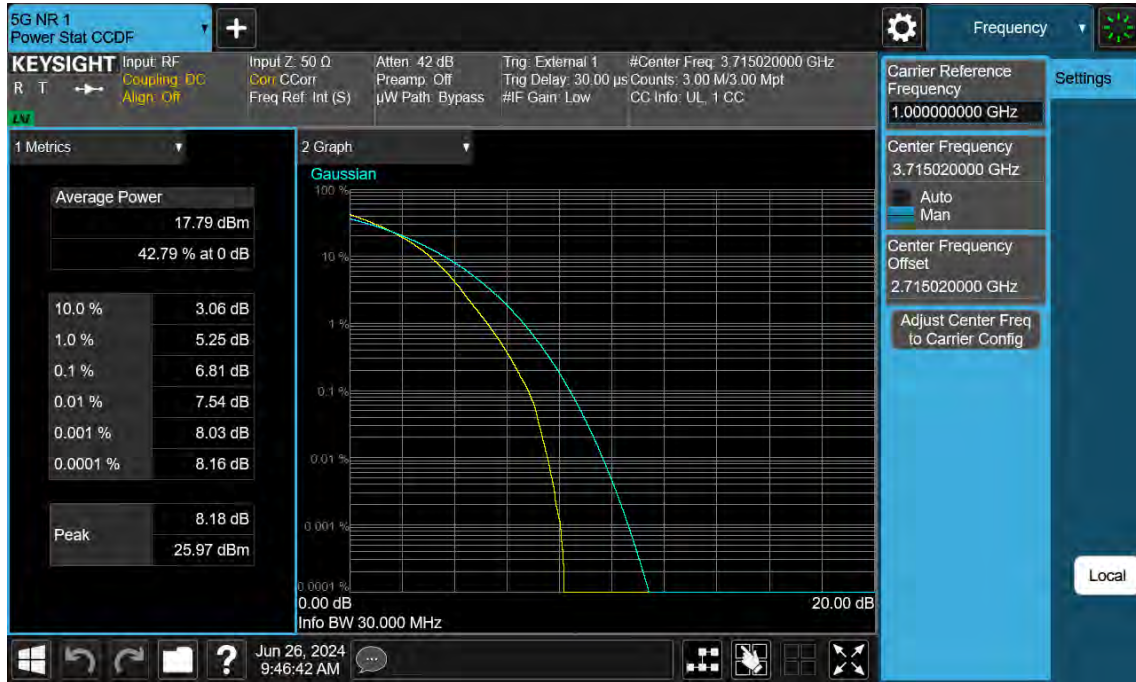 5G NR 1
Power Stat CCDF
Frequency
KEYSIGHT
R T
LXI
Input: RF
Coupling: DC
Align: Off
Input Z: 50 Ω
Corr CCorr
Freq Ref: Int (S)
Atten: 42 dB
Preamp: Off
µW Path: Bypass
Trig: External 1
Trig Delay: 30.00 µs
#IF Gain: Low
#Center Freq: 3.715020000 GHz
Counts: 3.00 M/3.00 Mpt
CC Info: UL, 1 CC
1 Metrics
Average Power
17.79 dBm
42.79 % at 0 dB
10.0 % 3.06 dB
1.0 % 5.25 dB
0.1 % 6.81 dB
0.01 % 7.54 dB
0.001 % 8.03 dB
0.0001 % 8.16 dB
Peak
8.18 dB
25.97 dBm
2 Graph
Gaussian
100 %
10 %
1 %
0.1 %
0.01 %
0.001 %
0.0001 %
0.00 dB 20.00 dB
Info BW 30.000 MHz
Carrier Reference
Frequency
1.000000000 GHz
Center Frequency
3.715020000 GHz
Auto
Man
Center Frequency
Offset
2.715020000 GHz
Adjust Center Freq
to Carrier Config
Settings
Local
?
Jun 26, 2024
9:46:42 AM